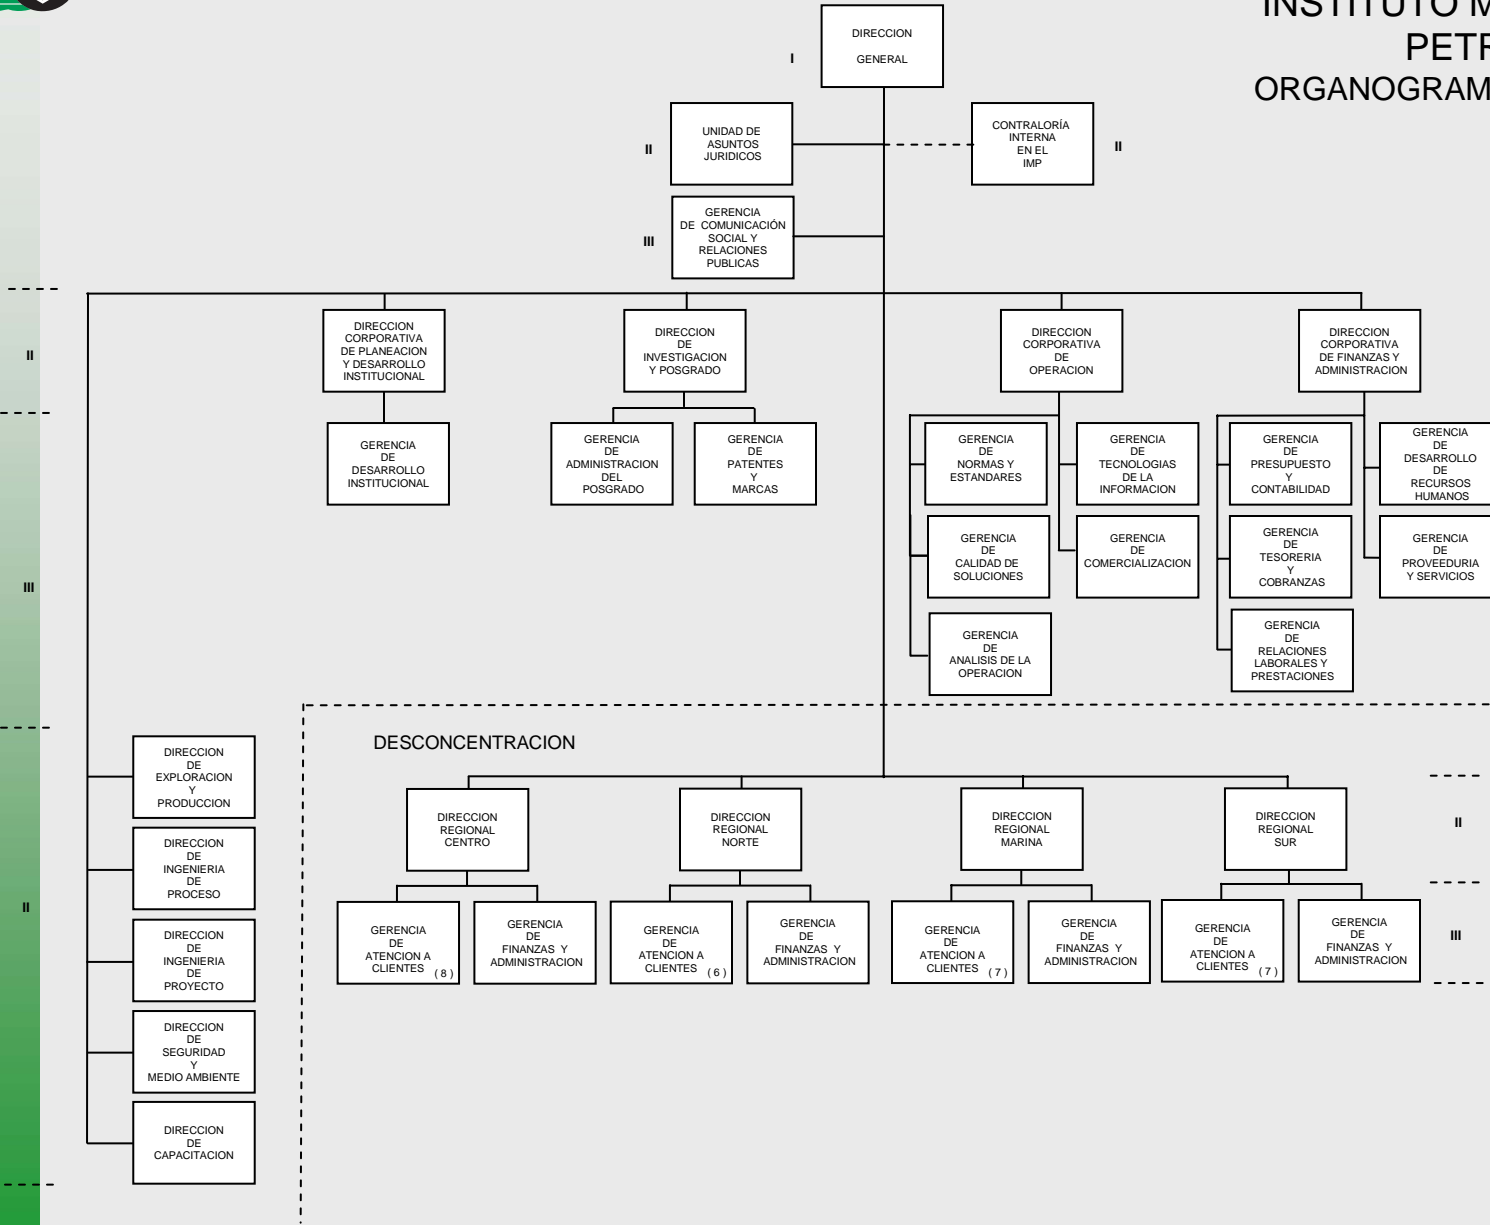 INSTITUTO M
PETR
ORGANOGRAM
DIRECCION
GENERAL
I
UNIDAD DE
ASUNTOS
JURIDICOS
II
CONTRALORÍA
INTERNA
EN EL
IMP
II
GERENCIA
DE COMUNICACIÓN
SOCIAL Y
RELACIONES
PUBLICAS
III
II
DIRECCION
CORPORATIVA
DE PLANEACION
Y DESARROLLO
INSTITUCIONAL
DIRECCION
DE
INVESTIGACION
Y POSGRADO
DIRECCION
CORPORATIVA
DE
OPERACION
DIRECCION
CORPORATIVA
DE FINANZAS Y
ADMINISTRACION
III
GERENCIA
DE
DESARROLLO
INSTITUCIONAL
GERENCIA
DE
ADMINISTRACION
DEL
POSGRADO
GERENCIA
DE
PATENTES
Y
MARCAS
GERENCIA
DE
NORMAS Y
ESTANDARES
GERENCIA
DE
TECNOLOGIAS
DE LA
INFORMACION
GERENCIA
DE
PRESUPUESTO
Y
CONTABILIDAD
GERENCIA
DE
DESARROLLO
DE
RECURSOS
HUMANOS
GERENCIA
DE
CALIDAD DE
SOLUCIONES
GERENCIA
DE
COMERCIALIZACION
GERENCIA
DE
TESORERIA
Y
COBRANZAS
GERENCIA
DE
PROVEEDURIA
Y SERVICIOS
GERENCIA
DE
ANALISIS DE LA
OPERACION
GERENCIA
DE
RELACIONES
LABORALES Y
PRESTACIONES
II
DIRECCION
DE
EXPLORACION
Y
PRODUCCION
DIRECCION
DE
INGENIERIA
DE
PROCESO
DIRECCION
DE
INGENIERIA
DE
PROYECTO
DIRECCION
DE
SEGURIDAD
Y
MEDIO AMBIENTE
DIRECCION
DE
CAPACITACION
DESCONCENTRACION
DIRECCION
REGIONAL
CENTRO
DIRECCION
REGIONAL
NORTE
DIRECCION
REGIONAL
MARINA
DIRECCION
REGIONAL
SUR
II
GERENCIA
DE
ATENCION A
CLIENTES
( 8 )
GERENCIA
DE
FINANZAS Y
ADMINISTRACION
GERENCIA
DE
ATENCION A
CLIENTES
( 6 )
GERENCIA
DE
FINANZAS Y
ADMINISTRACION
GERENCIA
DE
ATENCION A
CLIENTES
( 7 )
GERENCIA
DE
FINANZAS Y
ADMINISTRACION
GERENCIA
DE
ATENCION A
CLIENTES
( 7 )
GERENCIA
DE
FINANZAS Y
ADMINISTRACION
III